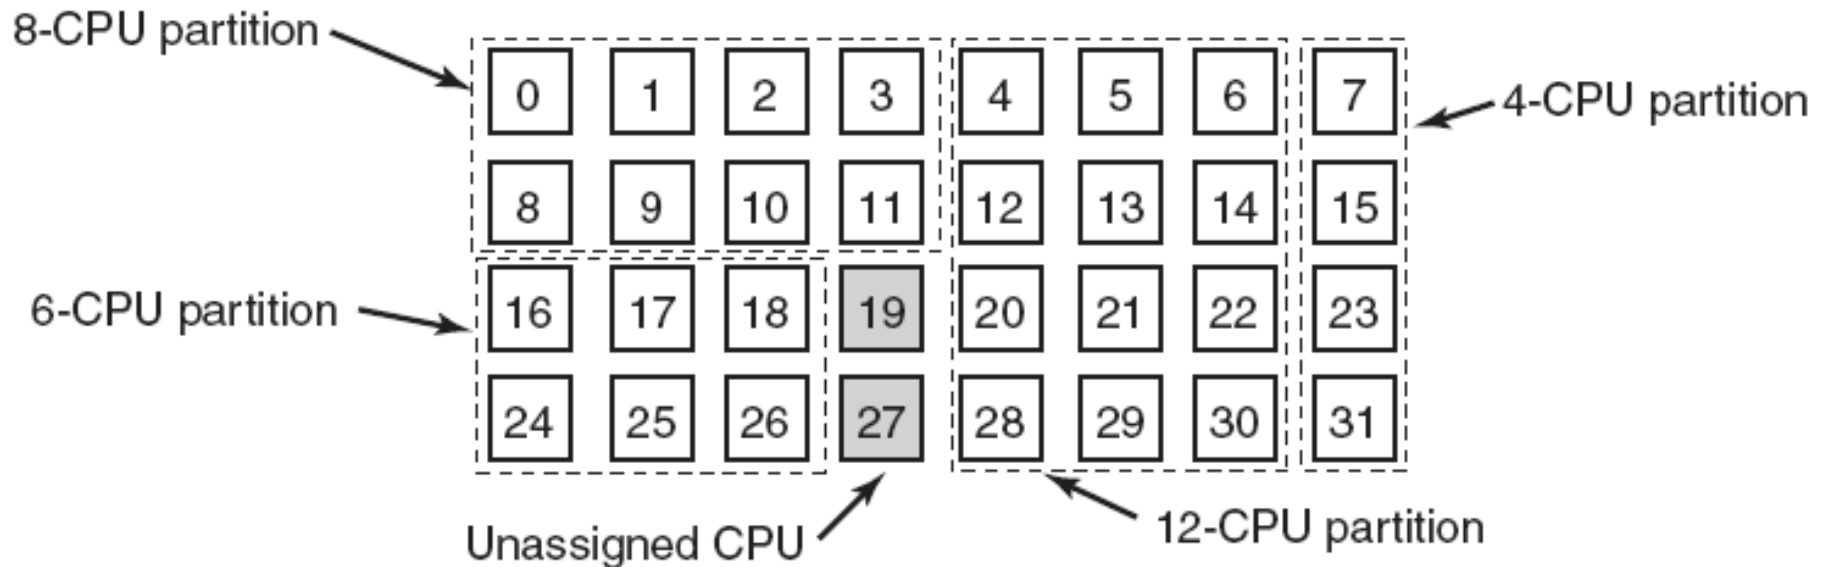 8-CPU partition
0 1 2 3 4 5 6 7
4-CPU partition
8 9 10 11 12 13 14 15
6-CPU partition
16 17 18 19 20 21 22 23
24 25 26 27 28 29 30 31
Unassigned CPU
12-CPU partition